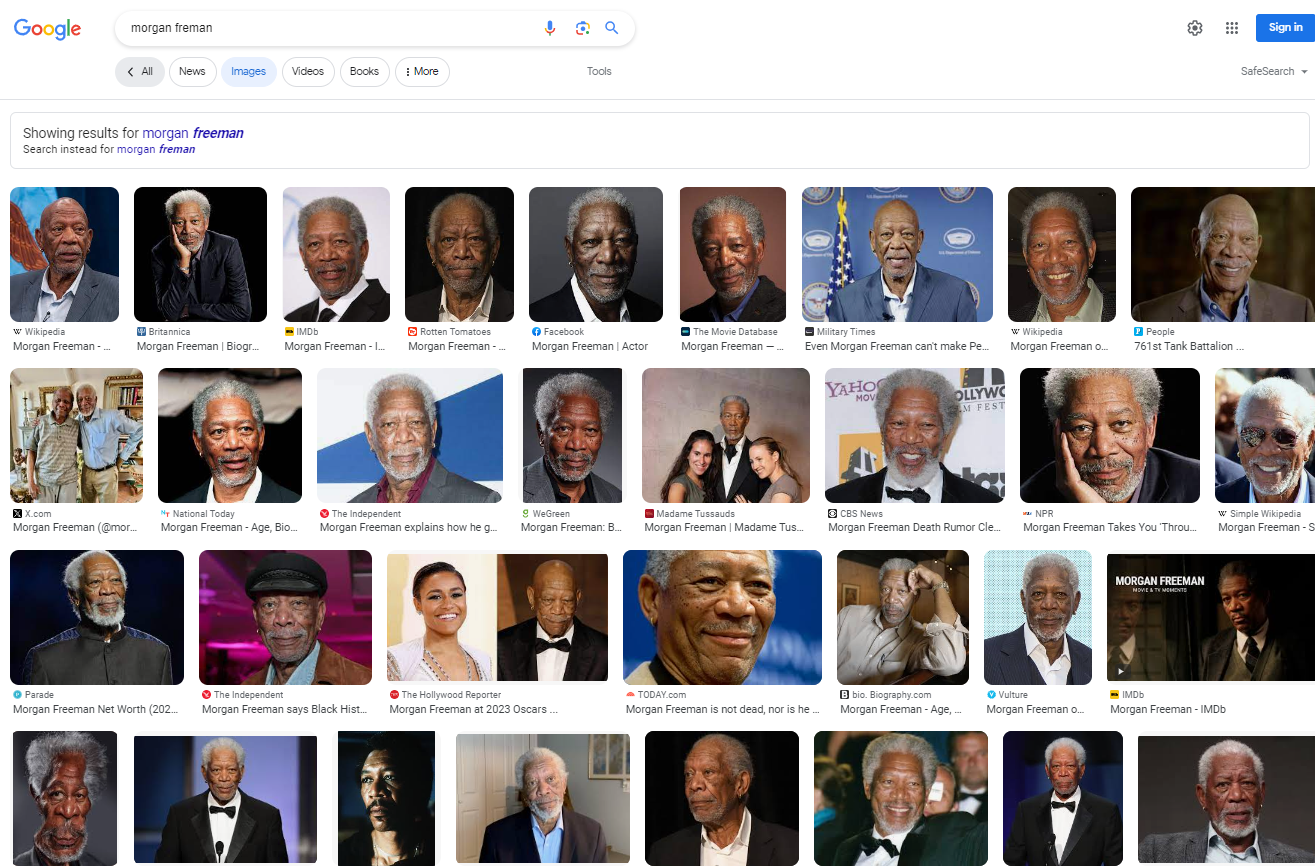 Google
morgan freman
Sign in
All
News
Images
Videos
Books
More
Tools
SafeSearch
Showing results for morgan freeman
Search instead for morgan freman
Wikipedia
Morgan Freeman - ...
Britannica
Morgan Freeman | Biogr...
IMDb
Morgan Freeman - I...
Rotten Tomatoes
Morgan Freeman - ...
Facebook
Morgan Freeman | Actor
The Movie Database
Morgan Freeman — ...
Military Times
Even Morgan Freeman can't make Pe...
Wikipedia
Morgan Freeman o...
People
761st Tank Battalion ...
YAHOO
MOV
OLLYWO
LM FEST
X.com
Morgan Freeman (@mor...
National Today
Morgan Freeman - Age, Bio...
The Independent
Morgan Freeman explains how he g...
WeGreen
Morgan Freeman: B...
Madame Tussauds
Morgan Freeman | Madame Tus...
CBS News
Morgan Freeman Death Rumor Cle...
NPR
Morgan Freeman Takes You 'Throu...
Simple Wikipedia
Morgan Freeman - S
MORGAN FREEMAN
MOVIE & TV MOMENTS
Parade
Morgan Freeman Net Worth (202...
The Independent
Morgan Freeman says Black Hist...
The Hollywood Reporter
Morgan Freeman at 2023 Oscars ...
TODAY.com
Morgan Freeman is not dead, nor is he ...
bio. Biography.com
Morgan Freeman - Age, ...
Vulture
Morgan Freeman o...
IMDb
Morgan Freeman - IMDb